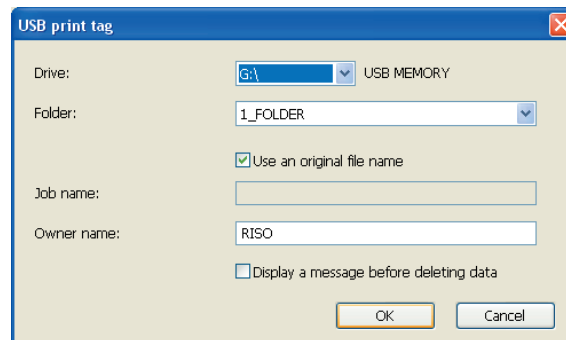 USB print tag
Drive: G:\ USB MEMORY
Folder: 1_FOLDER
Use an original file name
Job name:
Owner name: RISO
Display a message before deleting data
OK Cancel